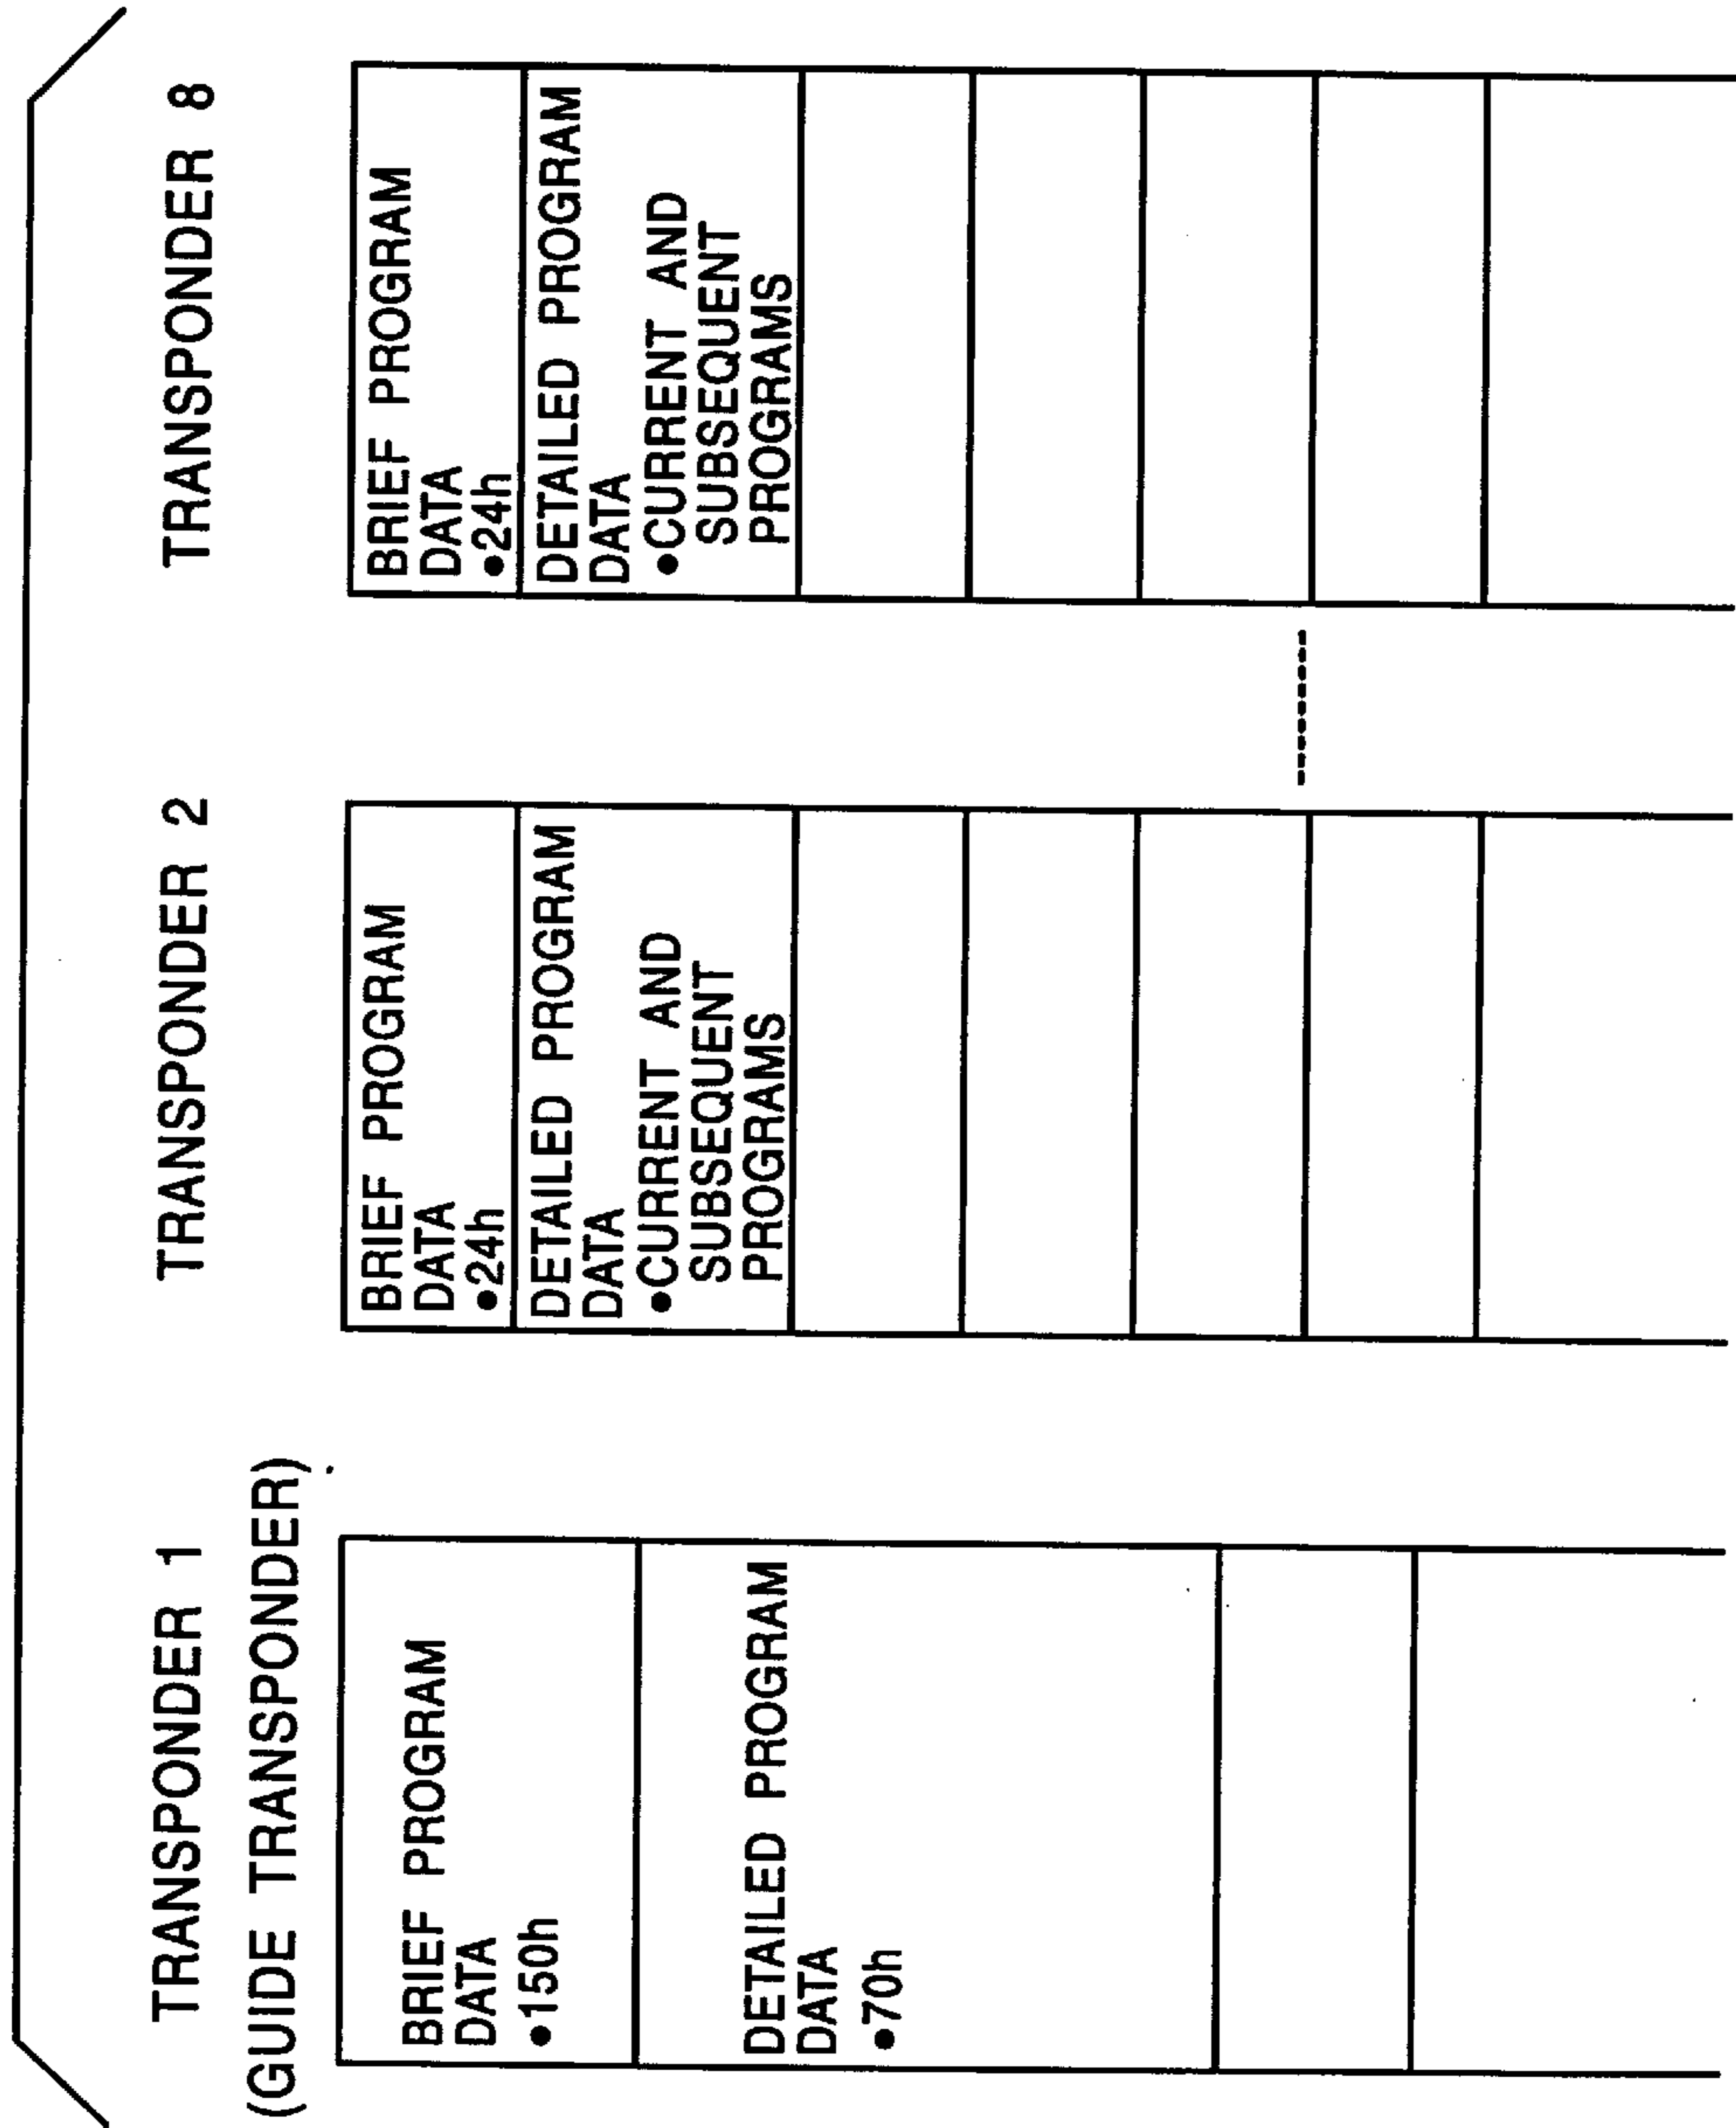 TRANSPONDER 1
(GUIDE TRANSPONDER)
BRIEF PROGRAM
DATA
•150h
DETAILED PROGRAM
DATA
•70h
TRANSPONDER 2
BRIEF PROGRAM
DATA
•24h
DETAILED PROGRAM
DATA
•CURRENT AND
SUBSEQUENT
PROGRAMS
TRANSPONDER 8
BRIEF PROGRAM
DATA
•24h
DETAILED PROGRAM
DATA
•CURRENT AND
SUBSEQUENT
PROGRAMS